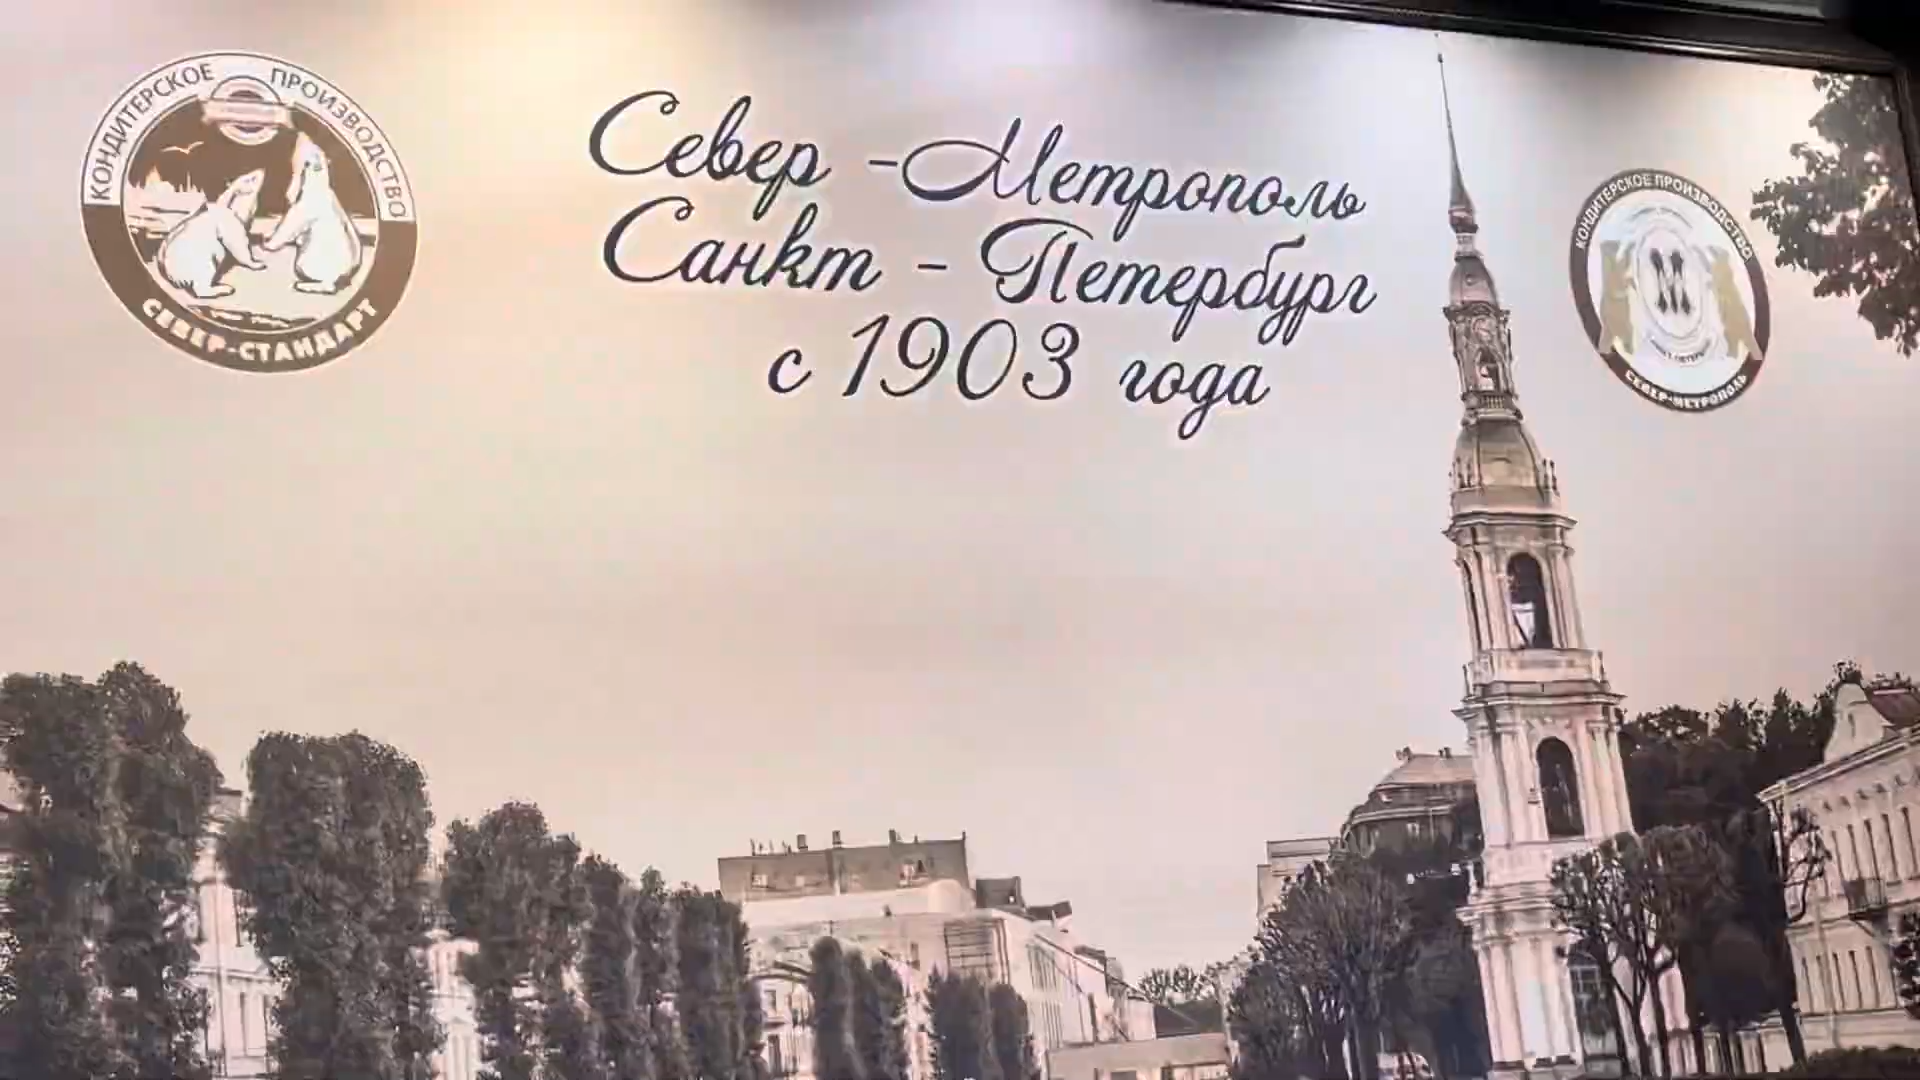 КОНДИТЕРСКОЕ ПРОИЗВОДСТВО
СЕВЕР-СТАНДАРТ
Север - Метрополь
Санкт - Петербург
с 1903 года
КОНДИТЕРСКОЕ ПРОИЗВОДСТВО
СЕВЕР-МЕТРОПОЛЬ